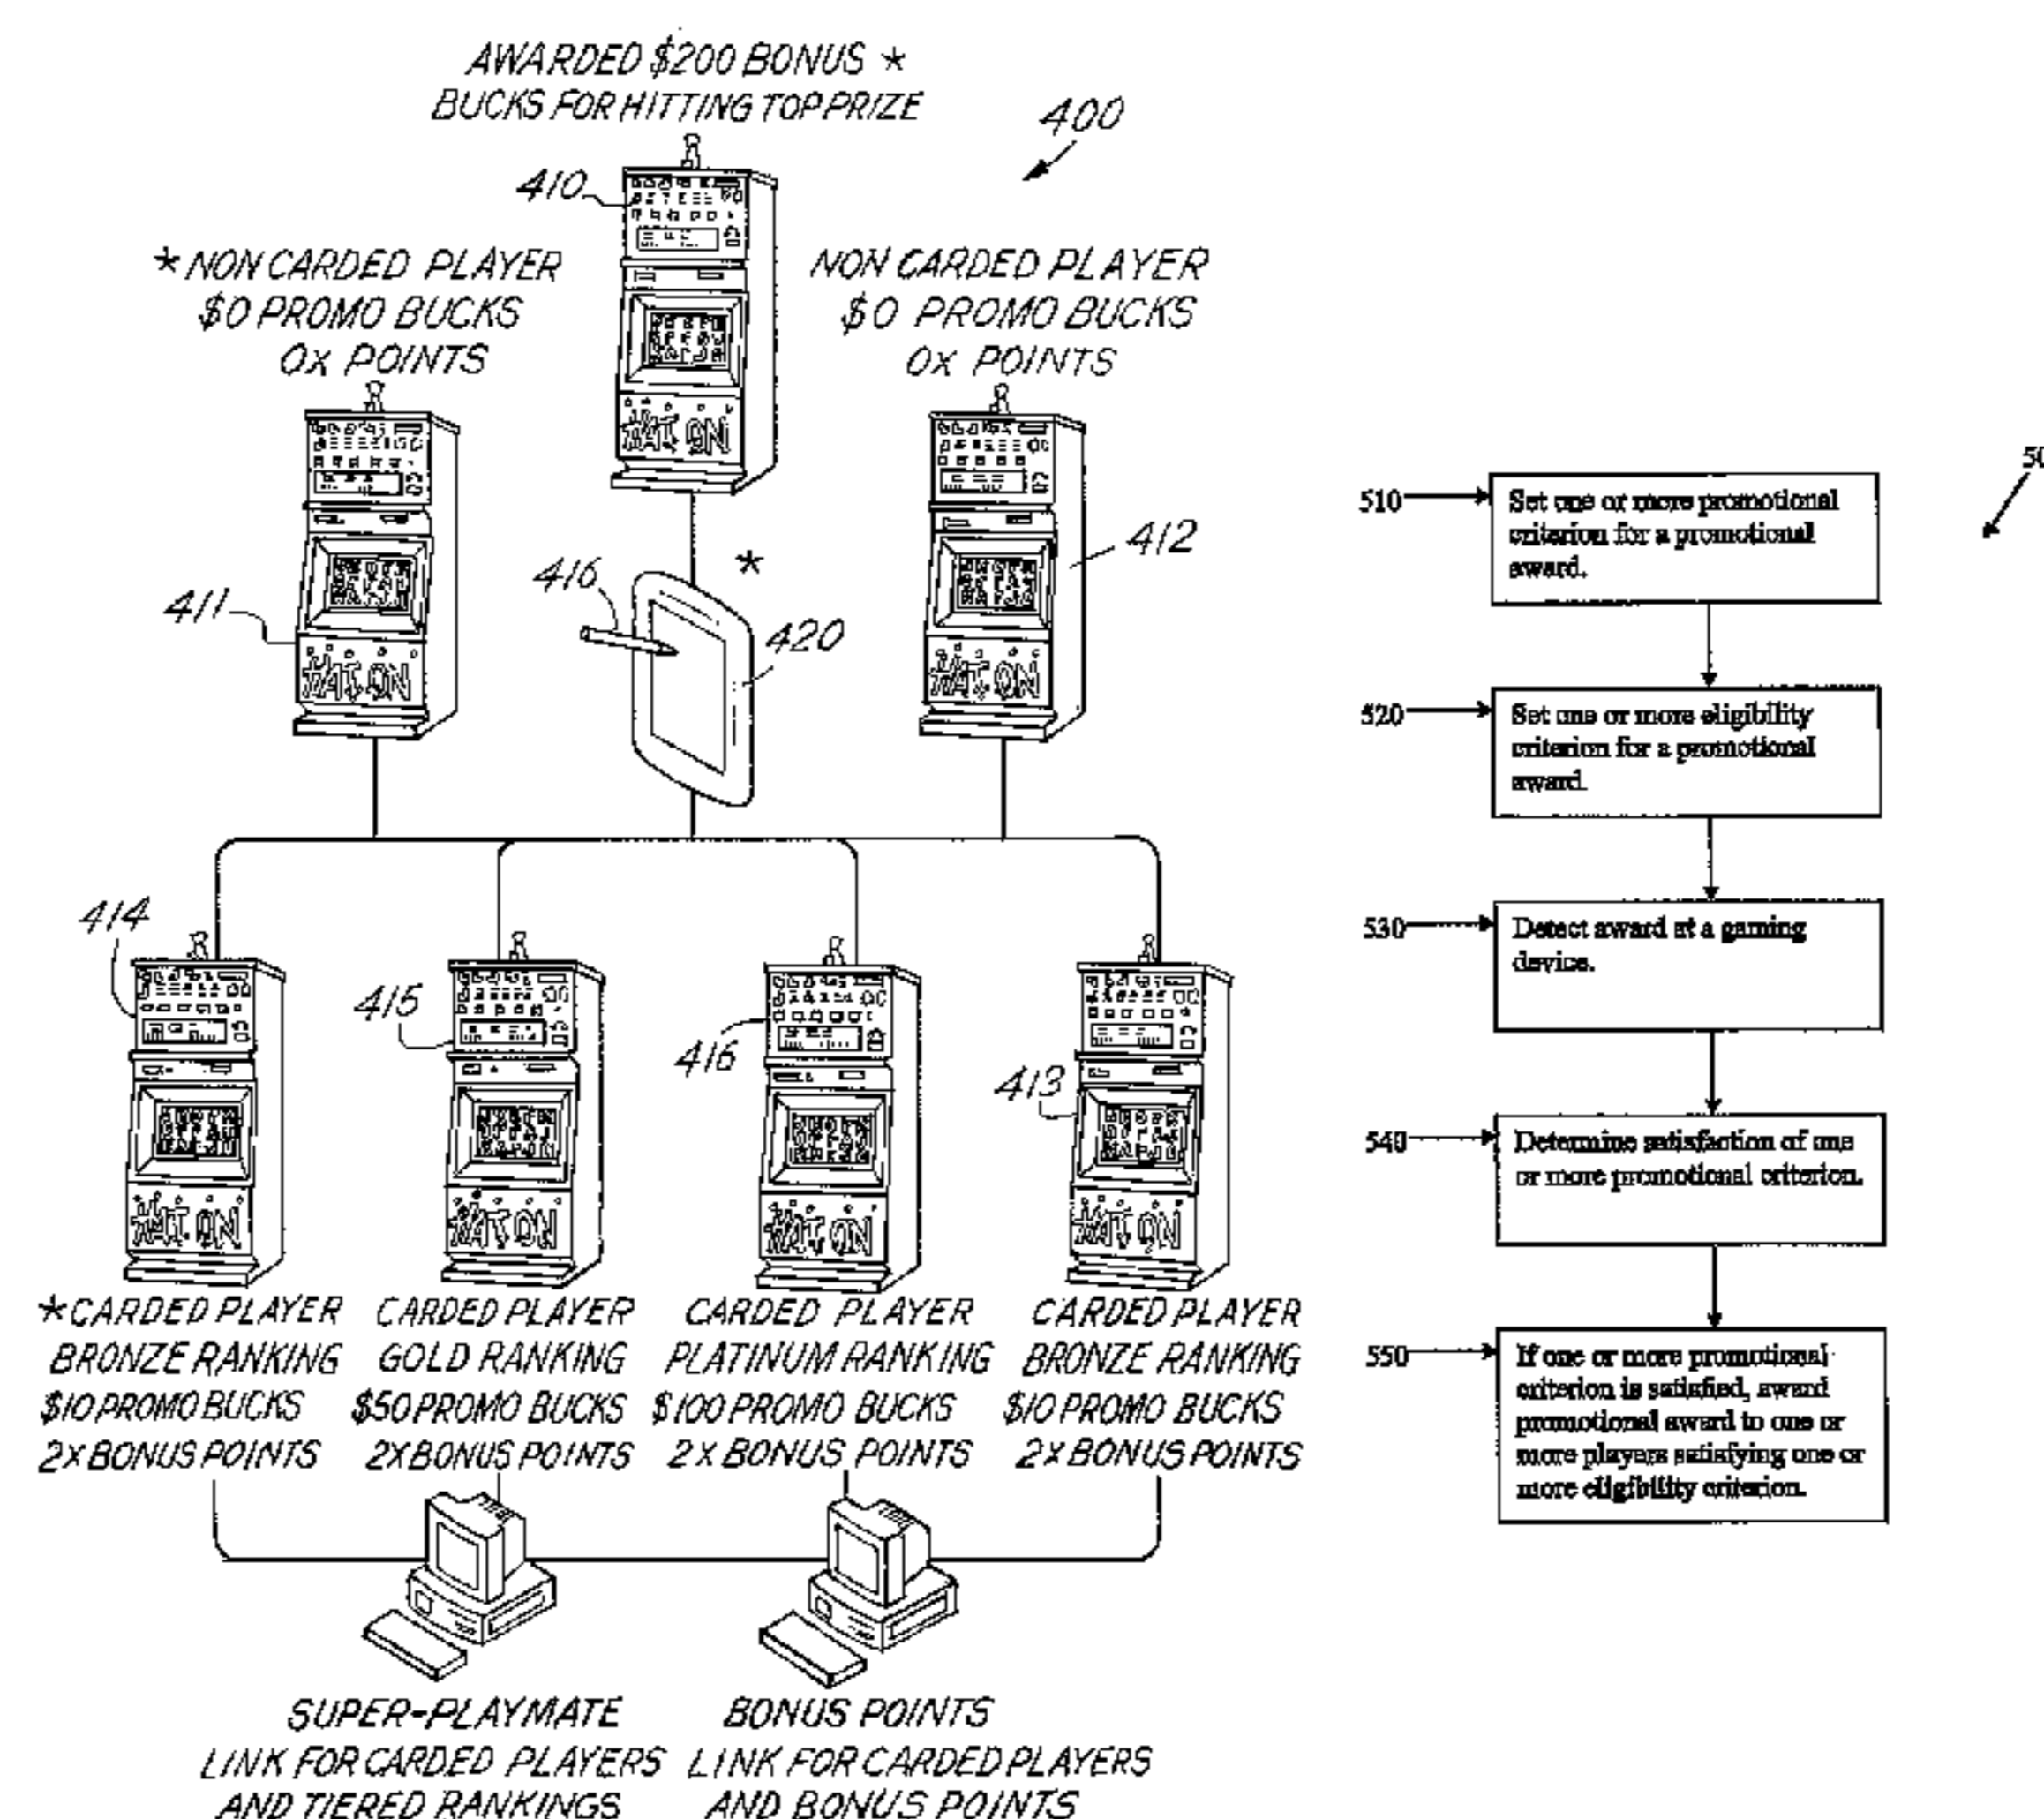 AWARDED $200 BONUS *
BUCKS FOR HITTING TOP PRIZE
400
410
* NON CARDED PLAYER
$0 PROMO BUCKS
0X POINTS
NON CARDED PLAYER
$0 PROMO BUCKS
0X POINTS
411
416
*
420
412
414
415
416
413
*CARDED PLAYER
BRONZE RANKING
$10 PROMO BUCKS
2X BONUS POINTS
CARDED PLAYER
GOLD RANKING
$50 PROMO BUCKS
2X BONUS POINTS
CARDED PLAYER
PLATINUM RANKING
$100 PROMO BUCKS
2X BONUS POINTS
CARDED PLAYER
BRONZE RANKING
$10 PROMO BUCKS
2X BONUS POINTS
SUPER-PLAYMATE
LINK FOR CARDED PLAYERS
AND TIERED RANKINGS
BONUS POINTS
LINK FOR CARDED PLAYERS
AND BONUS POINTS
510
Set one or more promotional
criterion for a promotional
award.
520
Set one or more eligibility
criterion for a promotional
award.
530
Detect award at a gaming
device.
540
Determine satisfaction of one
or more promotional criterion.
550
If one or more promotional
criterion is satisfied, award
promotional award to one or
more players satisfying one or
more eligibility criterion.